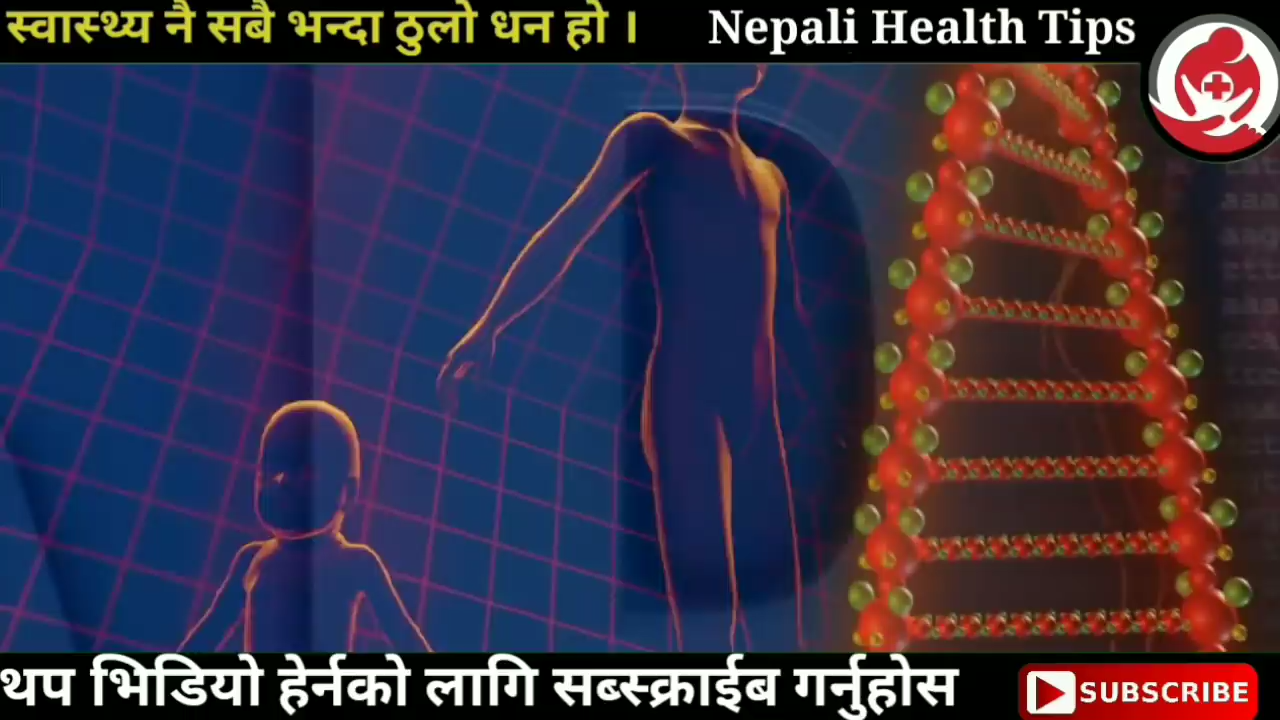 स्वास्थ्य नै सबै भन्दा ठुलो धन हो ।
Nepali Health Tips
थप भिडियो हेर्नको लागि सब्स्क्राईब गर्नुहोस
SUBSCRIBE